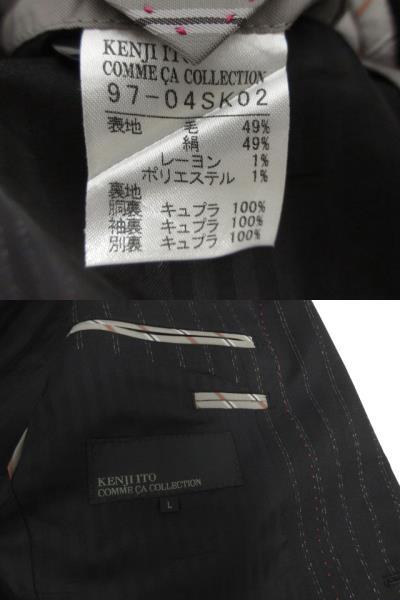 KENJI ITO
COMME ÇA COLLECTION
97-04SK02
表地 毛 49%
絹 49%
レーヨン 1%
ポリエステル 1%
裏地
胴裏 キュプラ 100%
袖裏 キュプラ 100%
別裏 キュプラ 100%
KENJI ITO
COMME ÇA COLLECTION
L